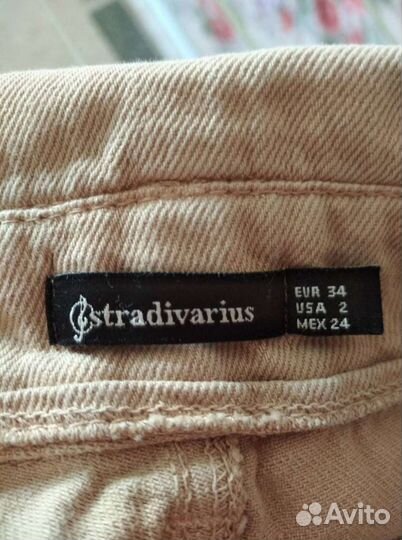 stradivarius
EUR 34
USA 2
MEX 24
Avito